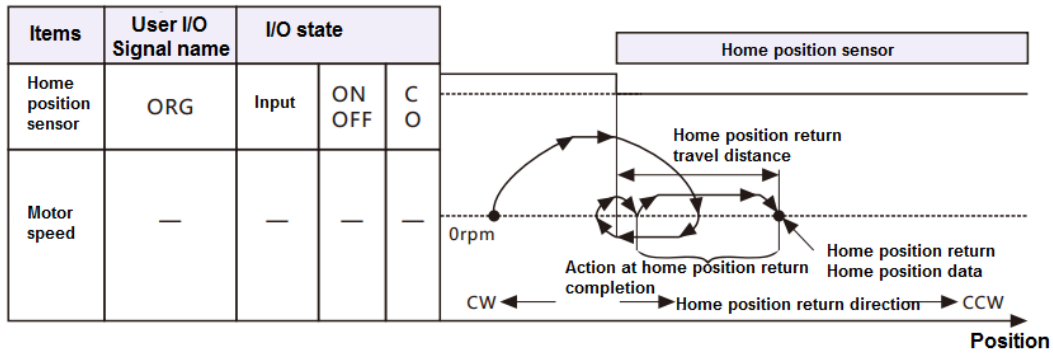 Items
User I/O
Signal name
I/O state
Home position sensor
Home
position
sensor
ORG
Input
ON
OFF
C
O
Home position return
travel distance
Motor
speed
—
—
—
—
0rpm
Home position return
Home position data
Action at home position return
completion
CW
Home position return direction
CCW
Position